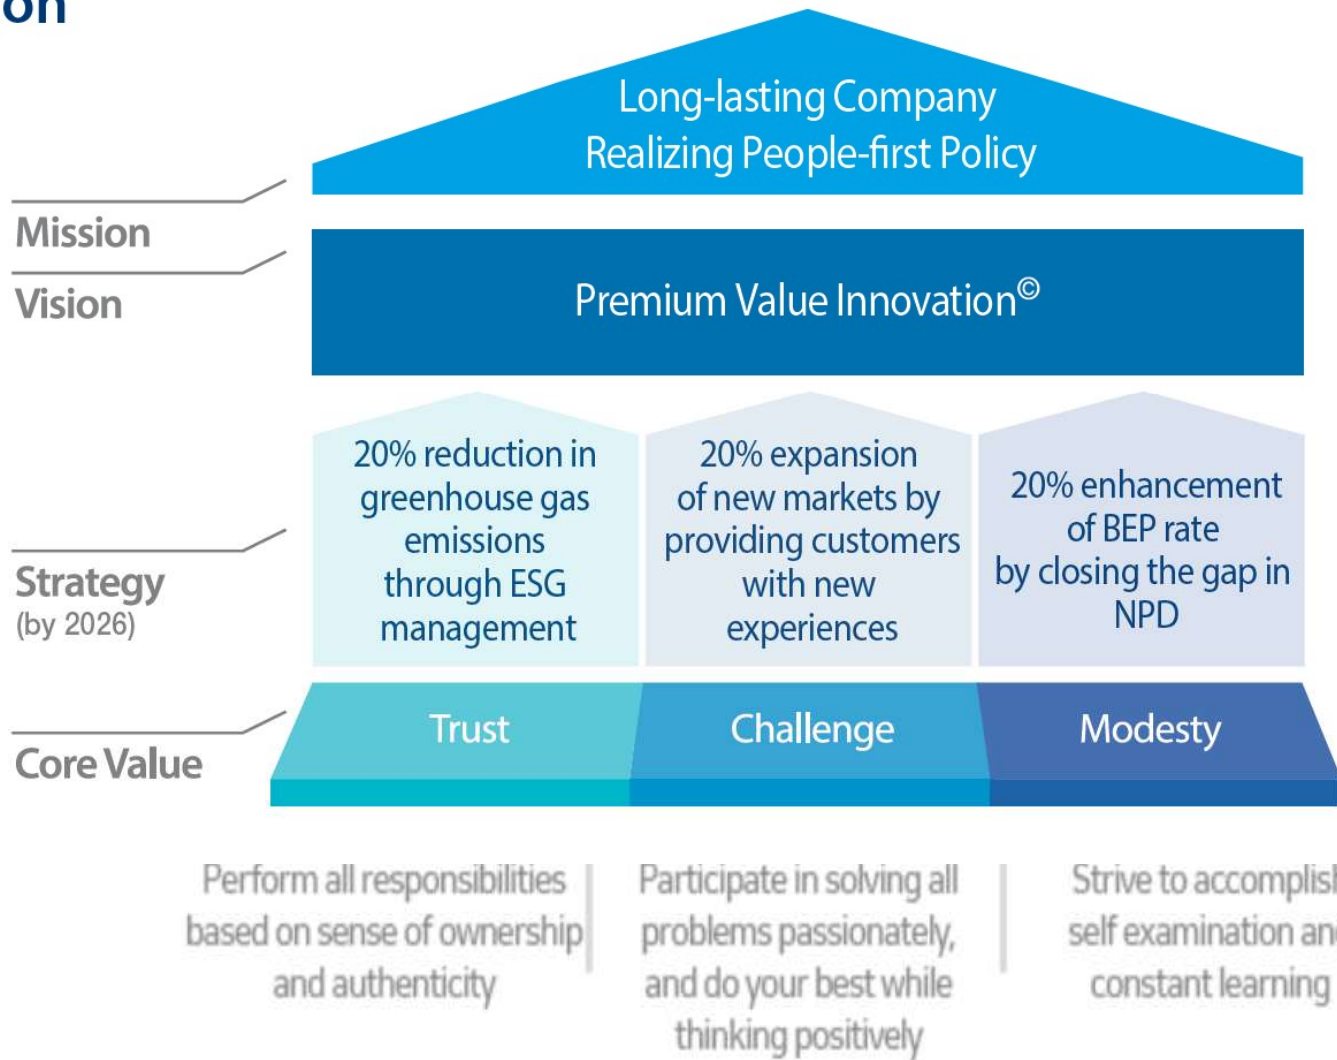 on
Long-lasting Company
Realizing People-first Policy
Mission
Vision
Premium Value Innovation©
Strategy
(by 2026)
20% reduction in
greenhouse gas
emissions
through ESG
management
20% expansion
of new markets by
providing customers
with new
experiences
20% enhancement
of BEP rate
by closing the gap in
NPD
Core Value
Trust
Challenge
Modesty
Perform all responsibilities
based on sense of ownership
and authenticity
Participate in solving all
problems passionately,
and do your best while
thinking positively
Strive to accomplish
self examination and
constant learning